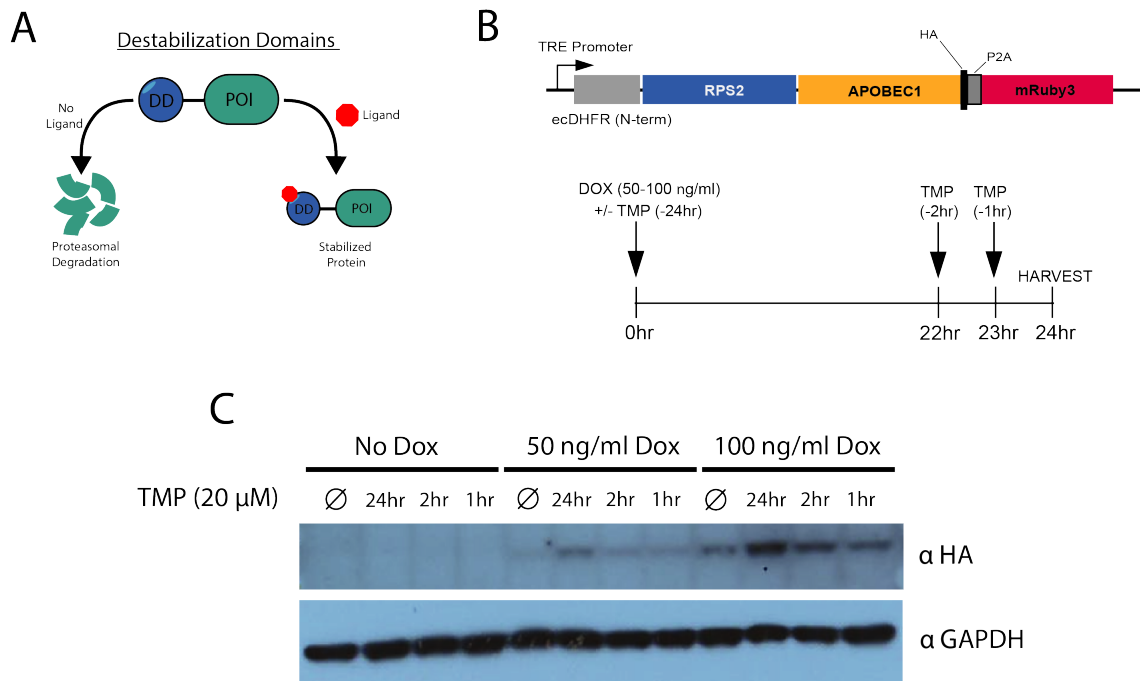 A
Destabilization Domains
DD
POI
No
Ligand
Ligand
DD
POI
Proteasomal
Degradation
Stabilized
Protein
B
TRE Promoter
HA
P2A
RPS2
APOBEC1
mRuby3
ecDHFR (N-term)
DOX (50-100 ng/ml)
+/- TMP (-24hr)
TMP
(-2hr)
TMP
(-1hr)
HARVEST
0hr
22hr
23hr
24hr
C
No Dox
50 ng/ml Dox
100 ng/ml Dox
TMP (20 µM)
∅ 24hr 2hr 1hr ∅ 24hr 2hr 1hr ∅ 24hr 2hr 1hr
α HA
α GAPDH